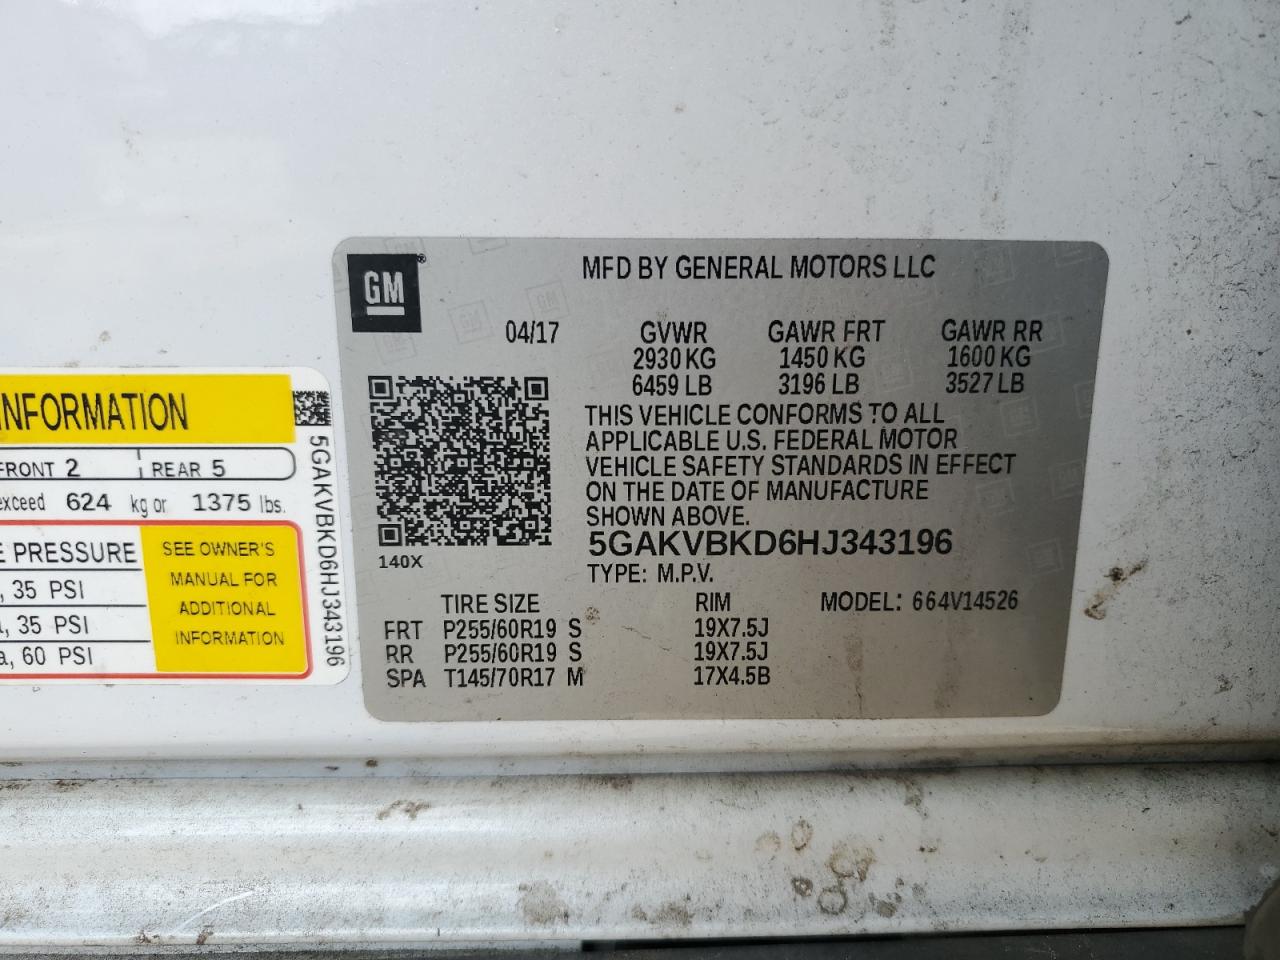 GM
MFD BY GENERAL MOTORS LLC
04/17 GVWR GAWR FRT GAWR RR
2930 KG 1450 KG 1600 KG
6459 LB 3196 LB 3527 LB
THIS VEHICLE CONFORMS TO ALL
APPLICABLE U.S. FEDERAL MOTOR
VEHICLE SAFETY STANDARDS IN EFFECT
ON THE DATE OF MANUFACTURE
SHOWN ABOVE.
5GAKVBKD6HJ343196
140X
TYPE: M.P.V.
TIRE SIZE RIM MODEL: 664V14526
FRT P255/60R19 S 19X7.5J
RR P255/60R19 S 19X7.5J
SPA T145/70R17 M 17X4.5B
INFORMATION
FRONT 2 REAR 5
exceed 624 kg or 1375 lbs.
PRESSURE
, 35 PSI
a, 35 PSI
a, 60 PSI
SEE OWNER'S
MANUAL FOR
ADDITIONAL
INFORMATION
5GAKVBKD6HJ343196